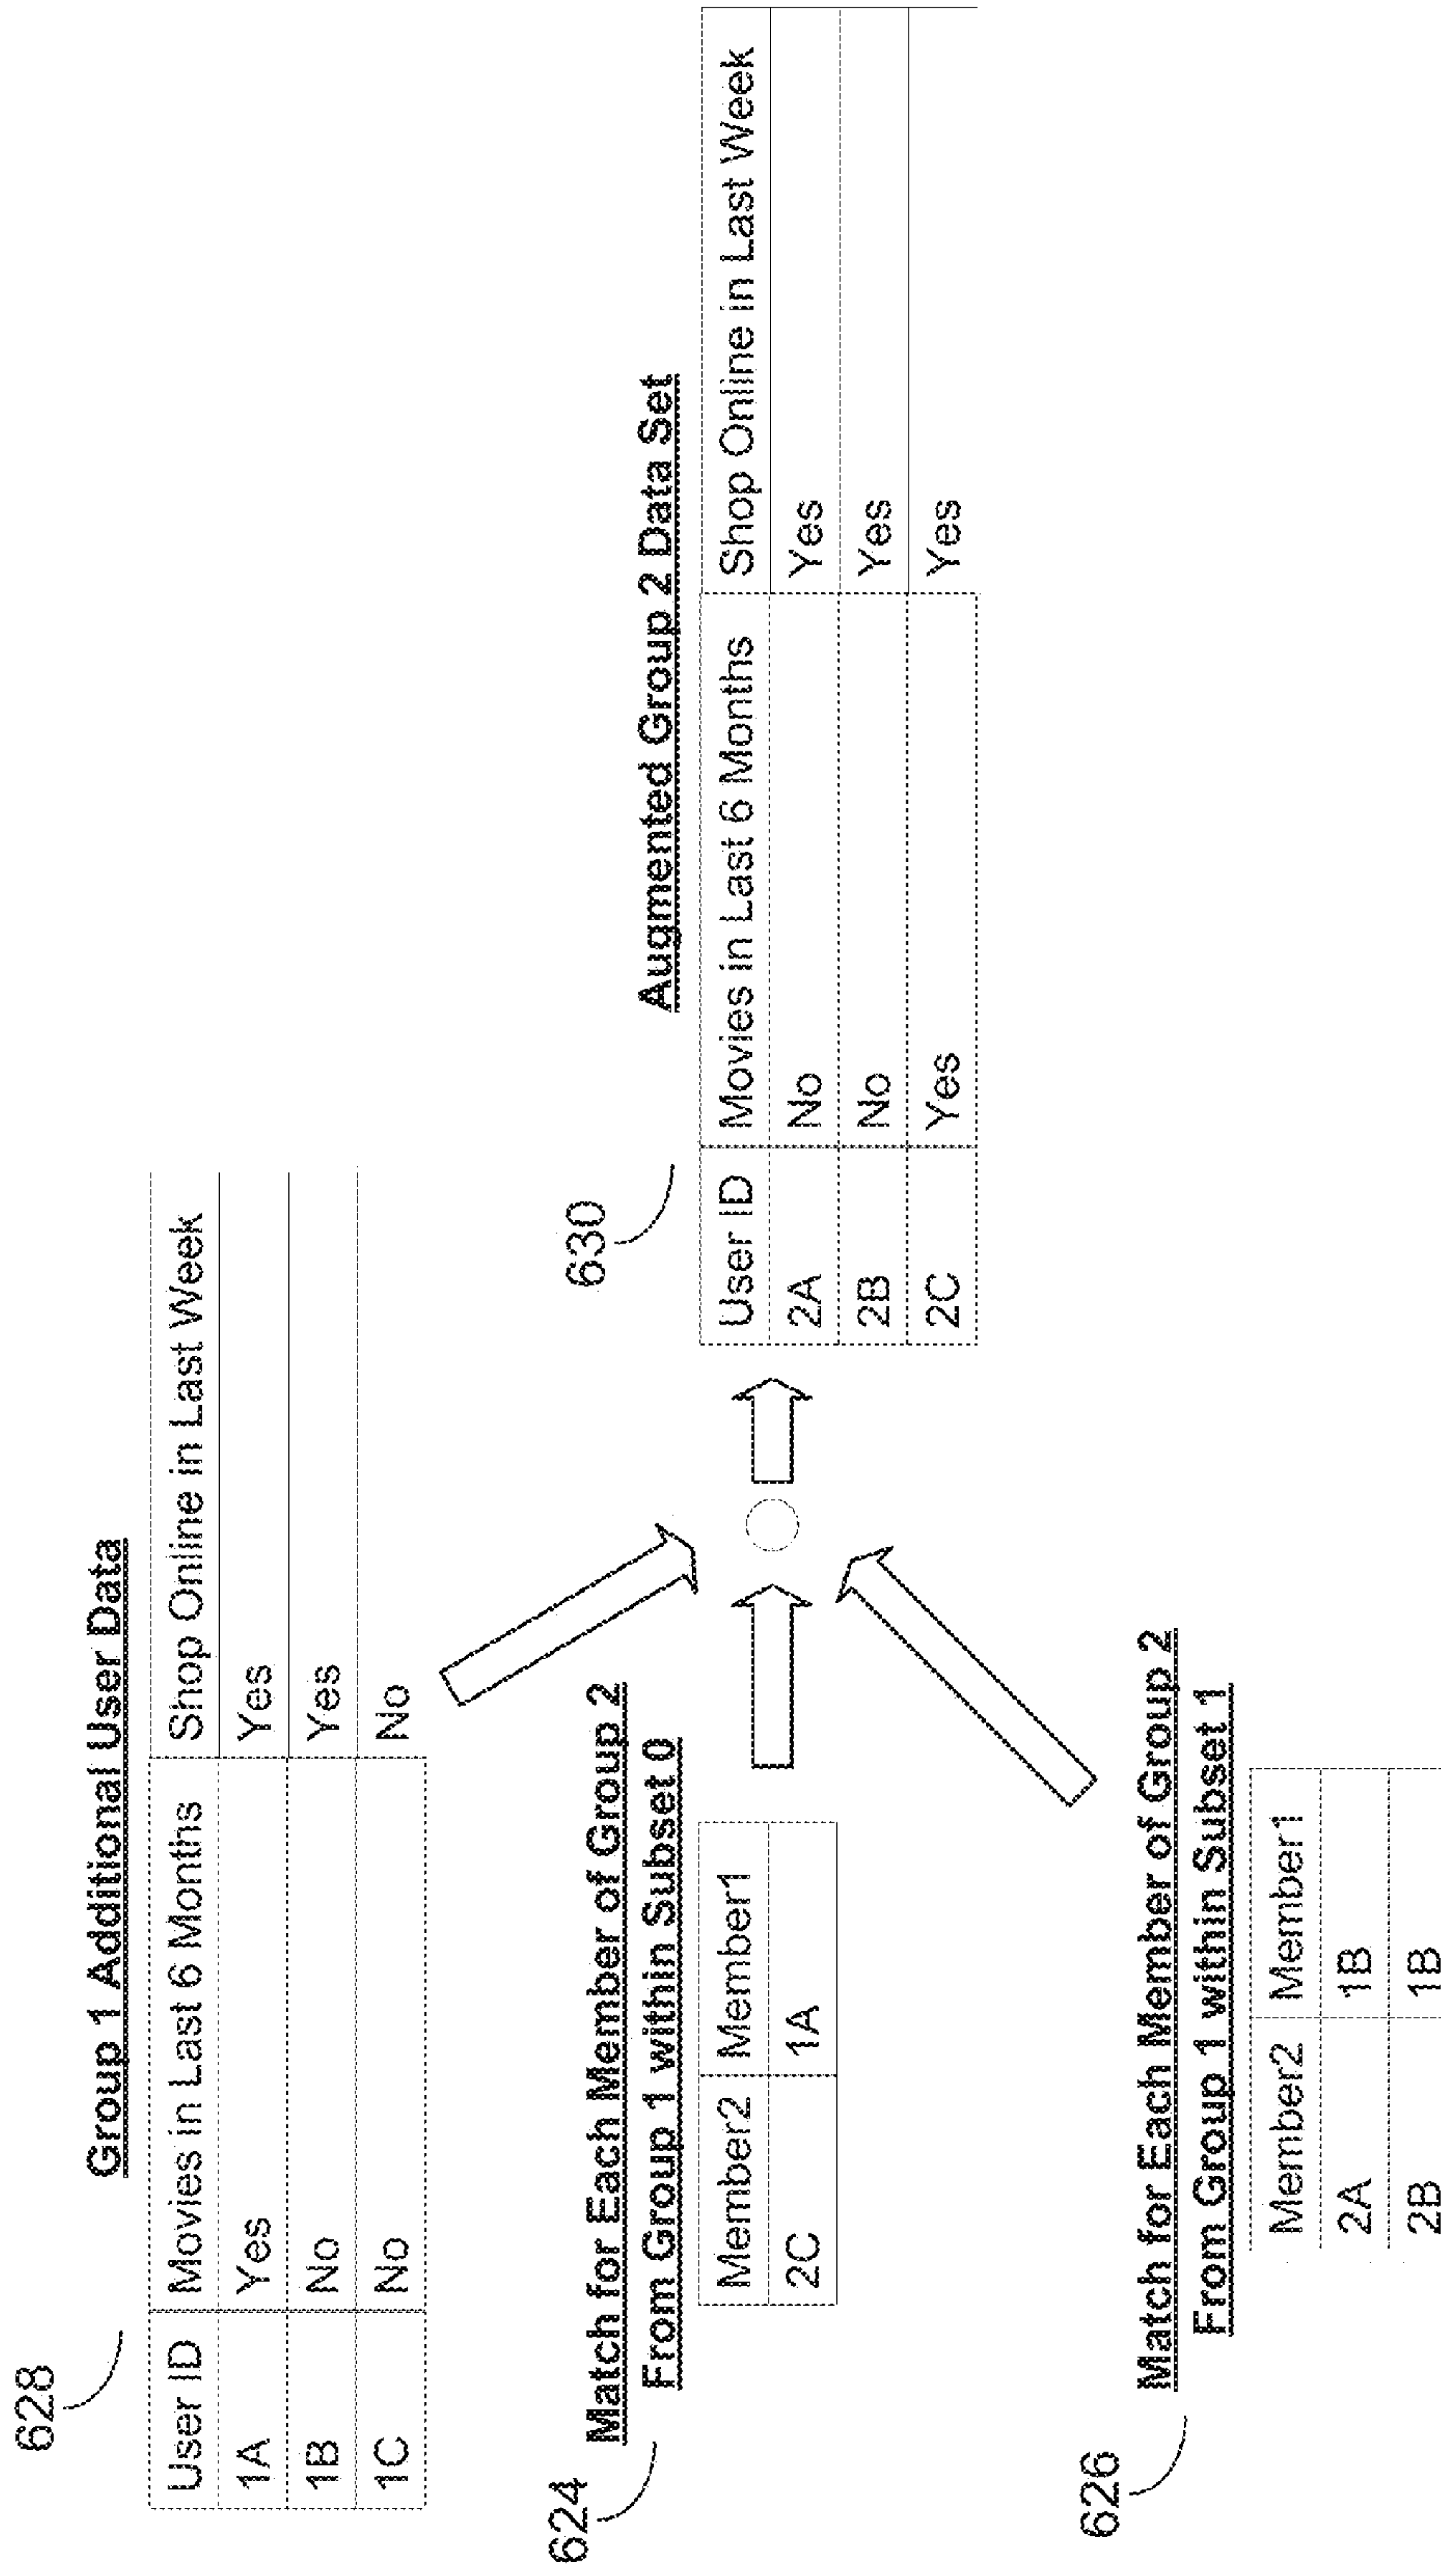 628
Group 1 Additional User Data
User ID Movies in Last 6 Months Shop Online in Last Week
1A Yes Yes
1B No Yes
1C No No
624
Match for Each Member of Group 2
From Group 1 within Subset 0
Member2 Member1
2C 1A
630
Augmented Group 2 Data Set
User ID Movies in Last 6 Months Shop Online in Last Week
2A No Yes
2B No Yes
2C Yes Yes
626
Match for Each Member of Group 2
From Group 1 within Subset 1
Member2 Member1
2A 1B
2B 1B